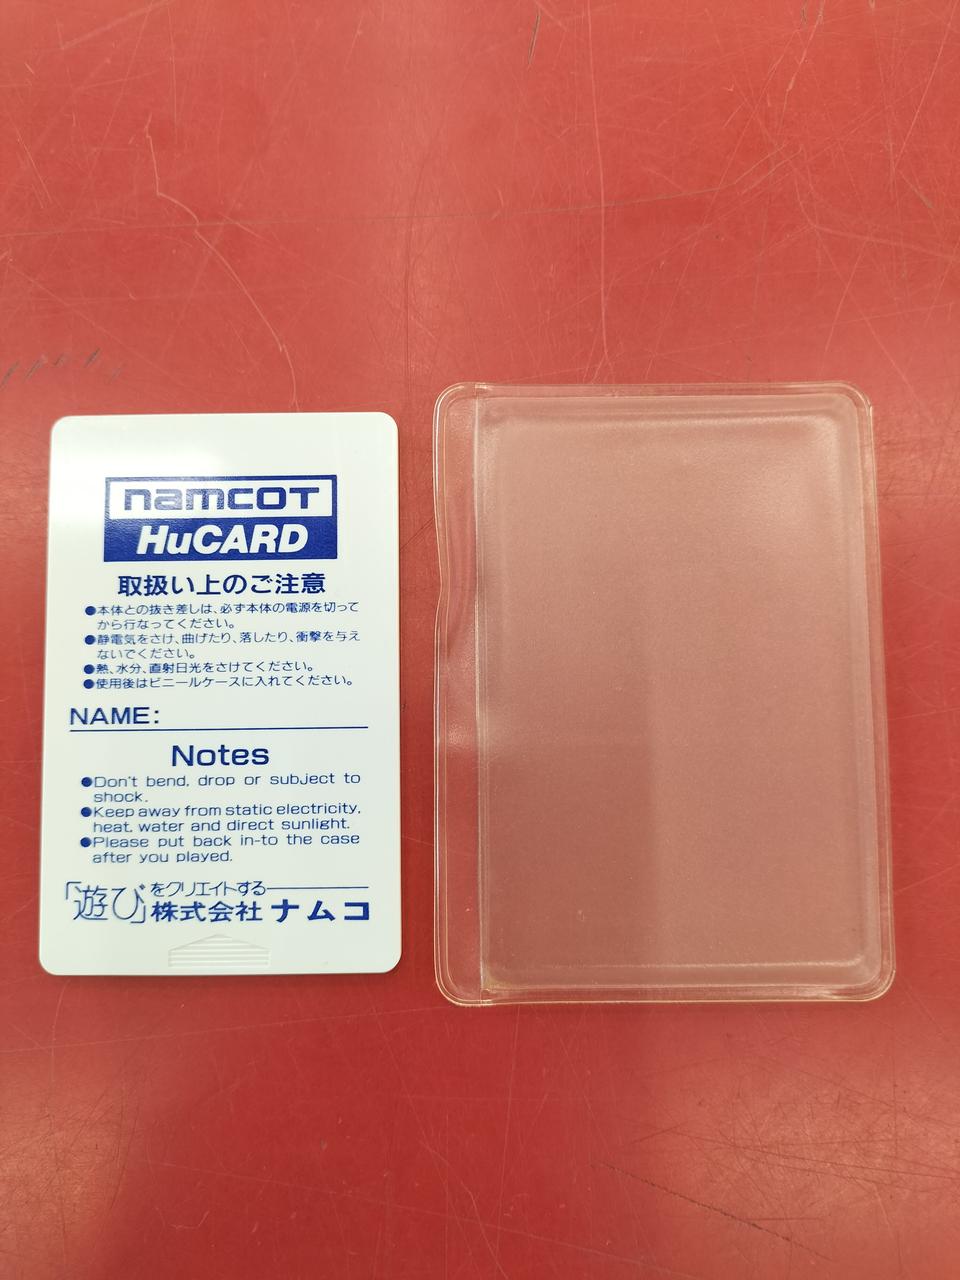 namcot
HuCARD
取扱い上のご注意
●本体との抜き差しは、必ず本体の電源を切って
から行なってください。
●静電気をさけ、曲げたり、落したり、衝撃を与え
ないでください。
●熱、水分、直射日光をさけてください。
●使用後はビニールケースに入れてください。
NAME:
Notes
●Don't bend, drop or subject to
shock.
●Keep away from static electricity,
heat, water and direct sunlight.
●Please put back in-to the case
after you played.
「遊び」をクリエイトする
株式会社ナムコ